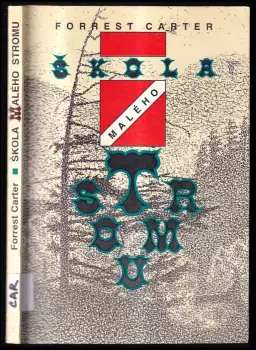 Forrest Carter ■ ŠKOLA MALÉHO STROMU
CAR
FORREST CARTER
ŠKOLA
MALÉHO
STROMU